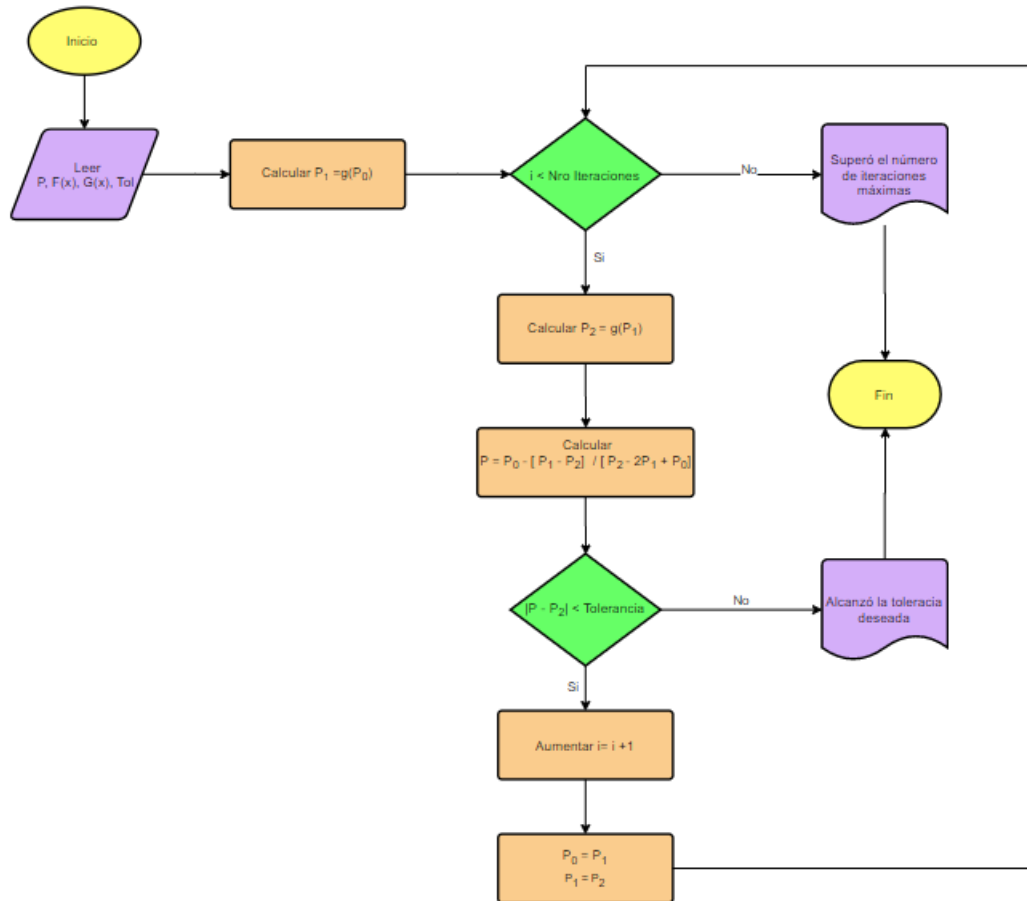 Inicio
Leer
P, F(x), G(x), Tol
Calcular P₁ =g(P₀)
i < Nro Iteraciones
No
Superó el número
de iteraciones
máximas
Si
Calcular P₂ = g(P₁)
Fin
Calcular
P = P₀ - [ P₁ - P₂] / [ P₂ - 2P₁ + P₀]
|P - P₂| < Tolerancia
No
Alcanzó la toleracia
deseada
Si
Aumentar i= i +1
P₀ = P₁
P₁ = P₂